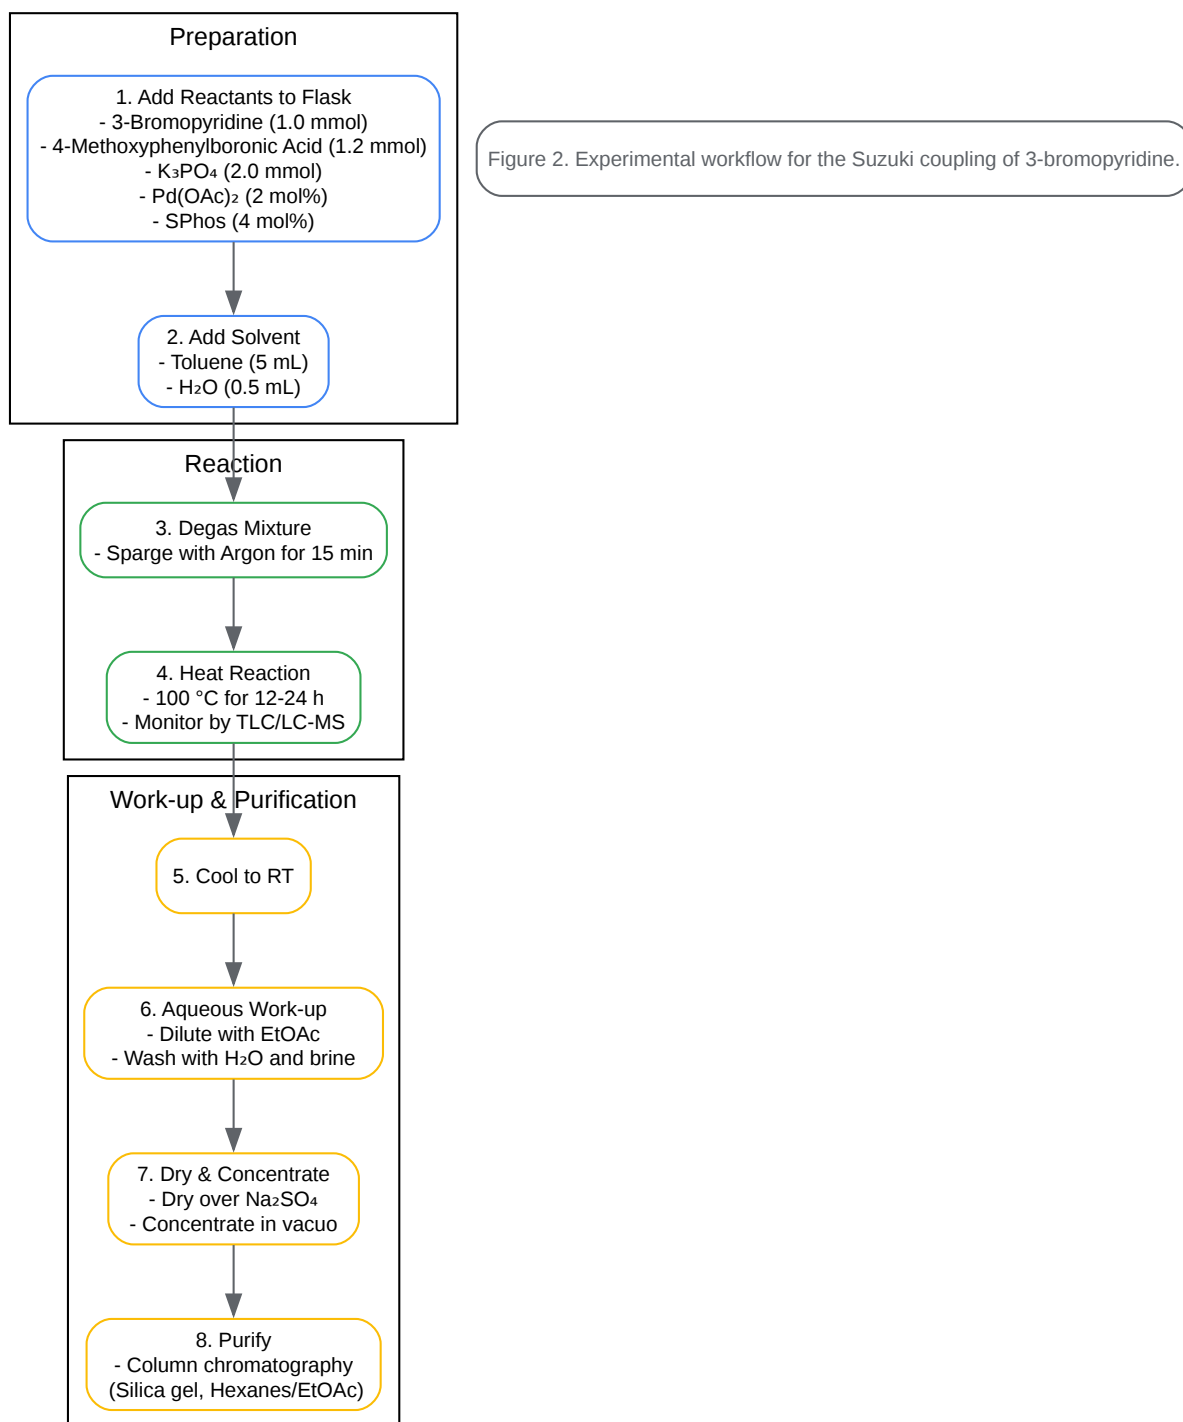 Preparation
1. Add Reactants to Flask
- 3-Bromopyridine (1.0 mmol)
- 4-Methoxyphenylboronic Acid (1.2 mmol)
- K₃PO₄ (2.0 mmol)
- Pd(OAc)₂ (2 mol%)
- SPhos (4 mol%)
Figure 2. Experimental workflow for the Suzuki coupling of 3-bromopyridine.
2. Add Solvent
- Toluene (5 mL)
- H₂O (0.5 mL)
Reaction
3. Degas Mixture
- Sparge with Argon for 15 min
4. Heat Reaction
- 100 °C for 12-24 h
- Monitor by TLC/LC-MS
Work-up & Purification
5. Cool to RT
6. Aqueous Work-up
- Dilute with EtOAc
- Wash with H₂O and brine
7. Dry & Concentrate
- Dry over Na₂SO₄
- Concentrate in vacuo
8. Purify
- Column chromatography
(Silica gel, Hexanes/EtOAc)